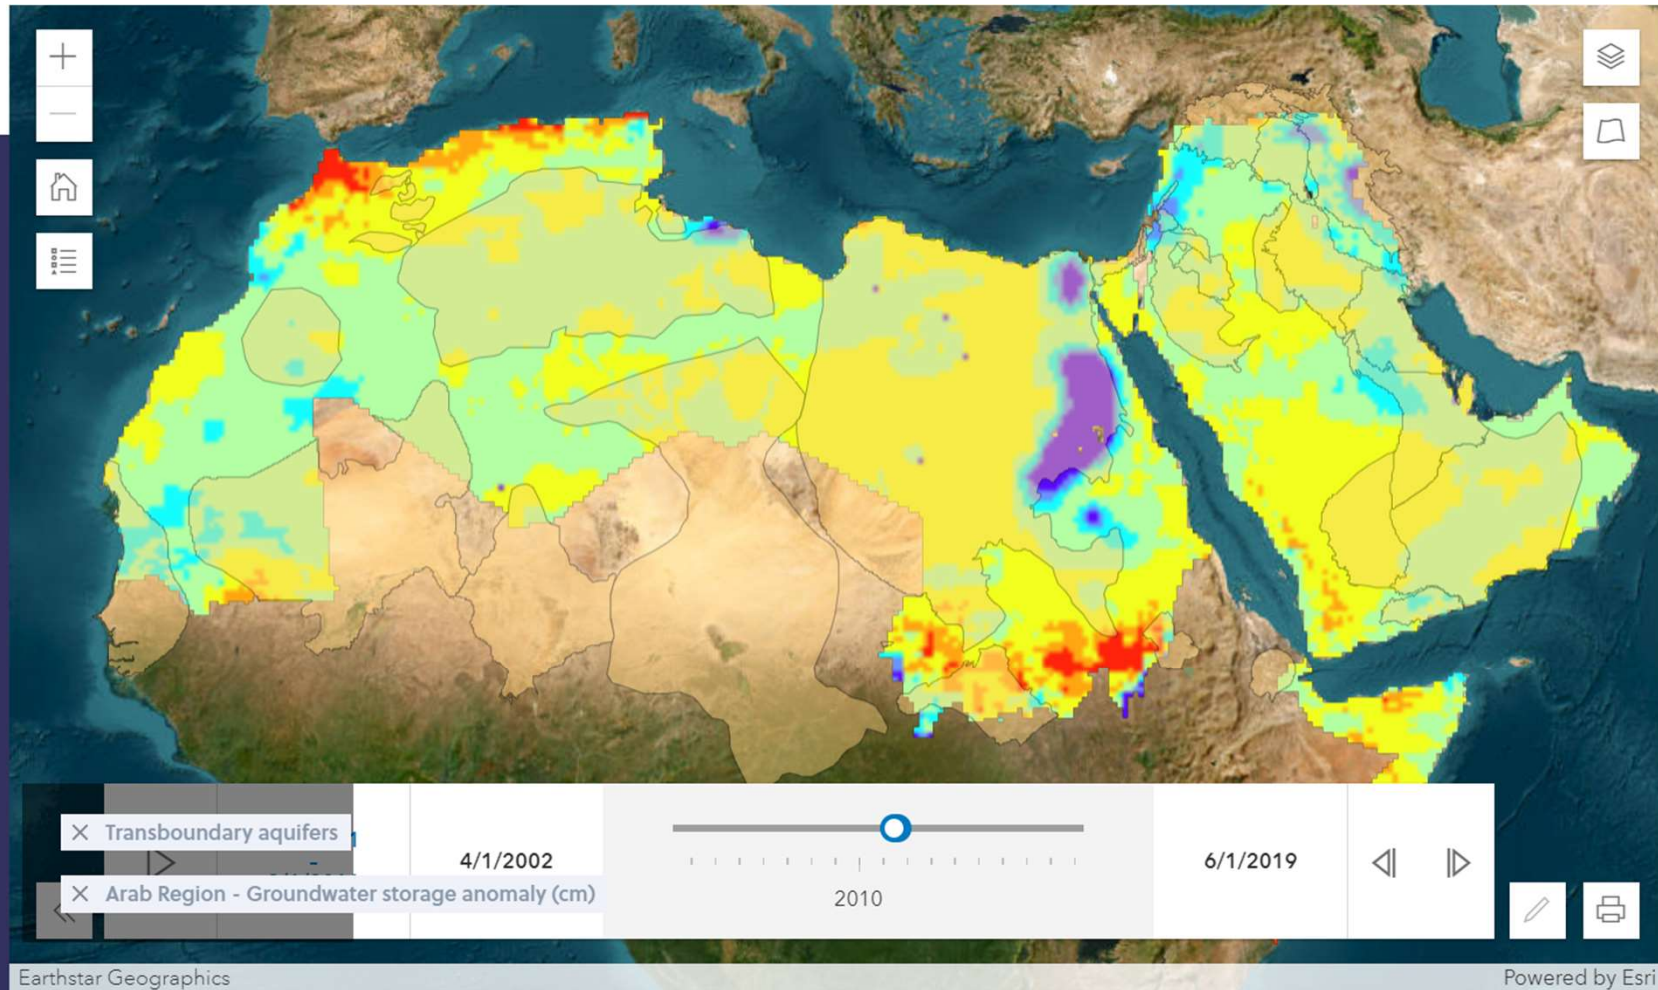 Transboundary aquifers
4/1/2002
2010
6/1/2019
Arab Region - Groundwater storage anomaly (cm)
Earthstar Geographics
Powered by Esri